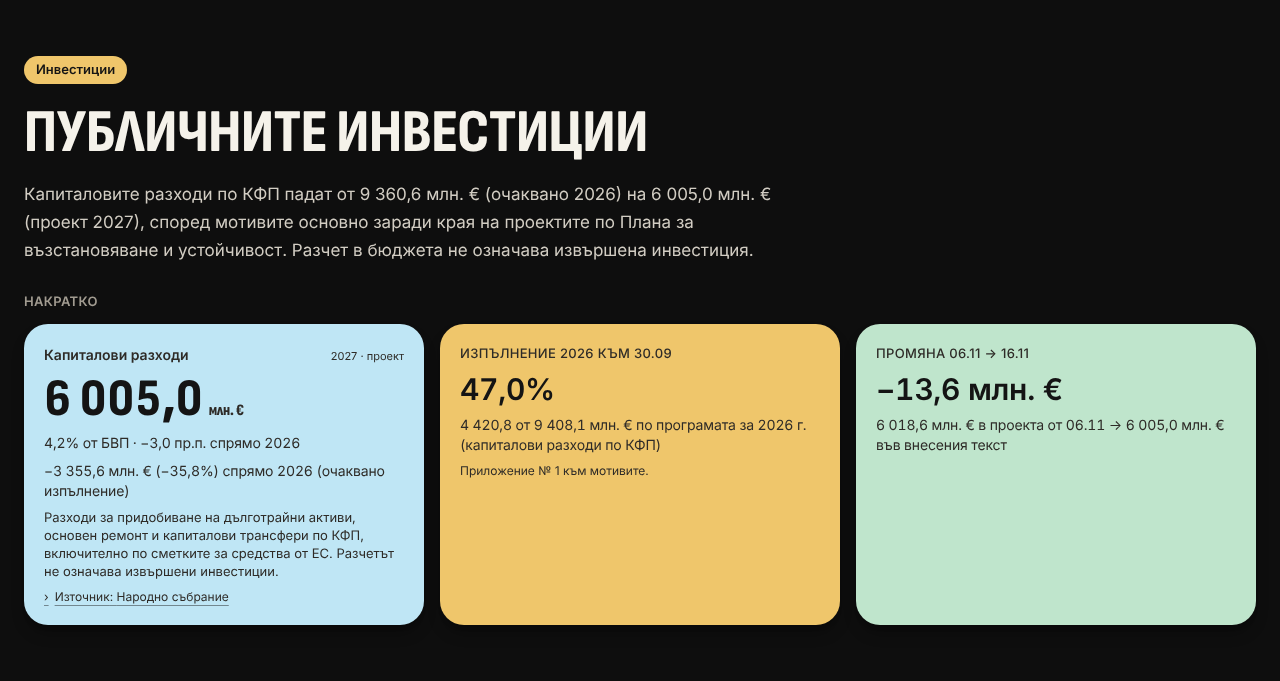 Инвестиции
ПУБЛИЧНИТЕ ИНВЕСТИЦИИ
Капиталовите разходи по КФП падат от 9 360,6 млн. € (очаквано 2026) на 6 005,0 млн. €
(проект 2027), според мотивите основно заради края на проектите по Плана за
възстановяване и устойчивост. Разчет в бюджета не означава извършена инвестиция.
НАКРАТКО
Капиталови разходи
2027 · проект
6 005,0 млн. €
4,2% от БВП · −3,0 пр.п. спрямо 2026
−3 355,6 млн. € (−35,8%) спрямо 2026 (очаквано
изпълнение)
Разходи за придобиване на дълготрайни активи,
основен ремонт и капиталови трансфери по КФП,
включително по сметките за средства от ЕС. Разчетът
не означава извършени инвестиции.
› Източник: Народно събрание
ИЗПЪЛНЕНИЕ 2026 КЪМ 30.09
47,0%
4 420,8 от 9 408,1 млн. € по програмата за 2026 г.
(капиталови разходи по КФП)
Приложение № 1 към мотивите.
ПРОМЯНА 06.11 → 16.11
−13,6 млн. €
6 018,6 млн. € в проекта от 06.11 → 6 005,0 млн. €
във внесения текст